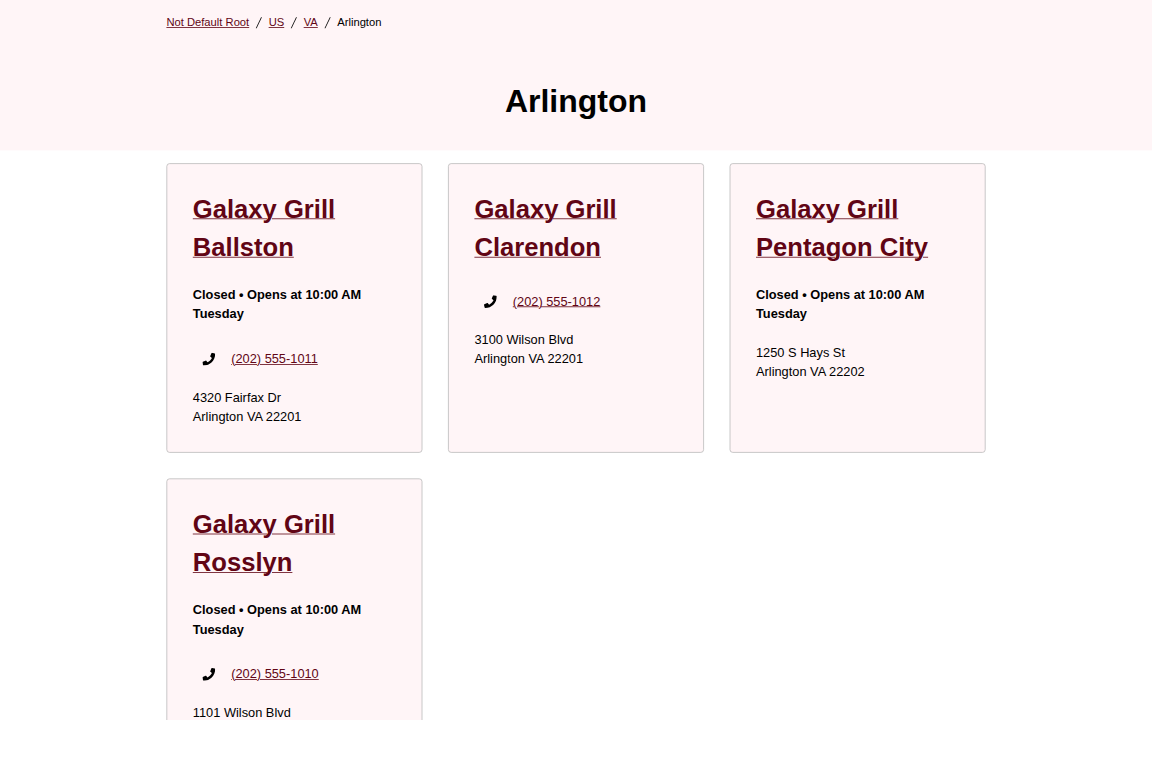 Not Default Root / US / VA / Arlington
Arlington
Galaxy Grill
Ballston
Closed • Opens at 10:00 AM
Tuesday
(202) 555-1011
4320 Fairfax Dr
Arlington VA 22201
Galaxy Grill
Clarendon
(202) 555-1012
3100 Wilson Blvd
Arlington VA 22201
Galaxy Grill
Pentagon City
Closed • Opens at 10:00 AM
Tuesday
1250 S Hays St
Arlington VA 22202
Galaxy Grill
Rosslyn
Closed • Opens at 10:00 AM
Tuesday
(202) 555-1010
1101 Wilson Blvd